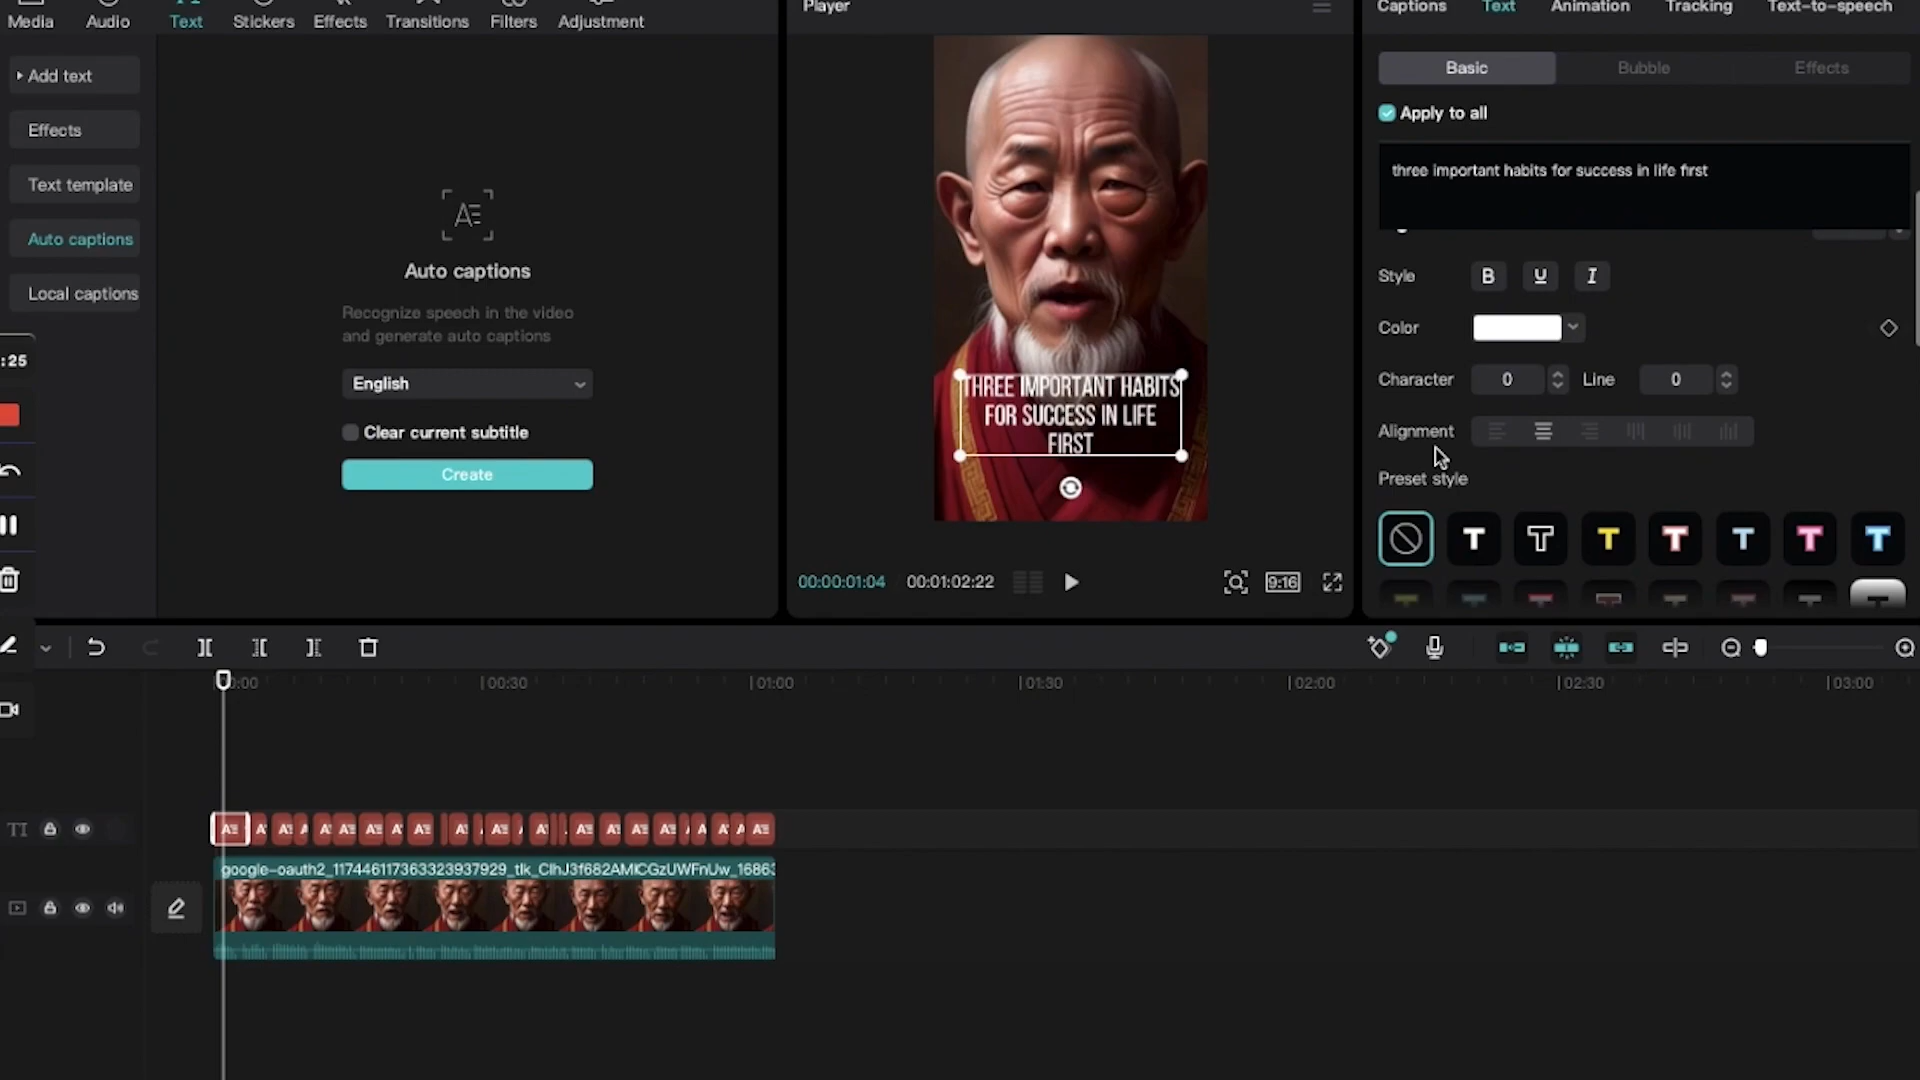 Media
Audio
Text
Stickers
Effects
Transitions
Filters
Adjustment
Add text
Effects
Text template
Auto captions
Local captions
:25
Auto captions
Recognize speech in the video
and generate auto captions
English
Clear current subtitle
Create
Player
THREE IMPORTANT HABITS
FOR SUCCESS IN LIFE
FIRST
00:00:01:04
00:01:02:22
9:16
Captions
Text
Animation
Tracking
Text-to-speech
Basic
Bubble
Effects
Apply to all
three important habits for success in life first
Style
B U I
Color
Character 0 Line 0
Alignment
Preset style
T T T T T T T
00:00
00:30
01:00
01:30
02:00
02:30
03:00
TI